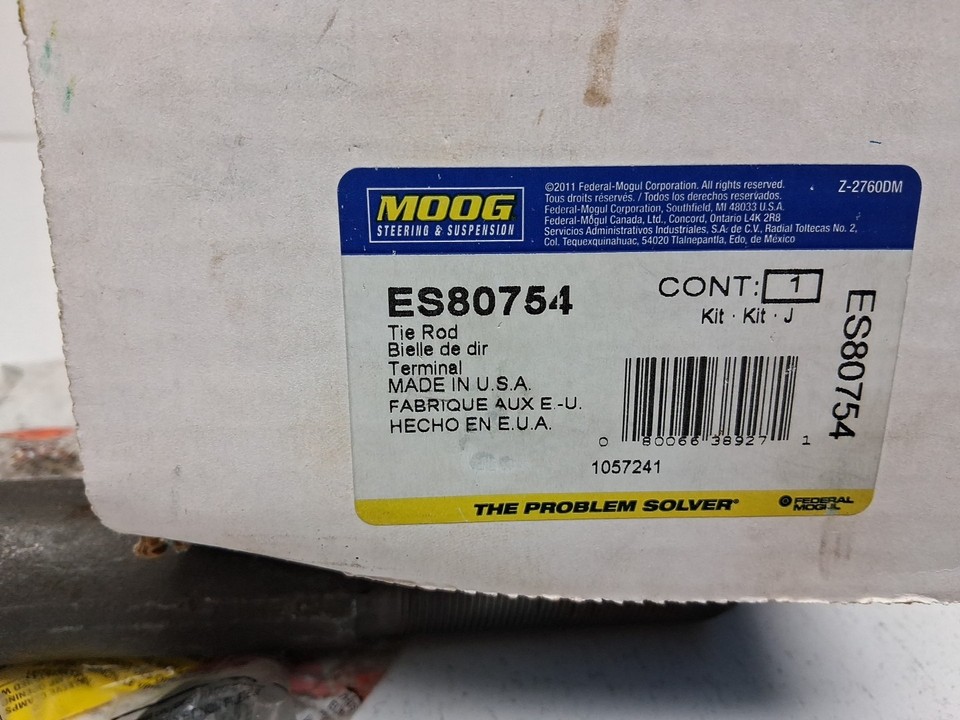 MOOG
STEERING & SUSPENSION
©2011 Federal-Mogul Corporation. All rights reserved.
Tous droits réservés. / Todos los derechos reservados.
Federal-Mogul Corporation, Southfield, MI 48033 U.S.A.
Federal-Mogul Canada, Ltd., Concord, Ontario L4K 2R8
Servicios Administrativos Industriales, S.A. de C.V., Radial Toltecas No. 2,
Col. Tequexquinahuac, 54020 Tlalnepantla, Edo. de México
Z-2760DM
ES80754
Tie Rod
Bielle de dir
Terminal
MADE IN U.S.A.
FABRIQUE AUX E.-U.
HECHO EN E.U.A.
CONT: 1
Kit · Kit · J
0 80066 38927 1
1057241
ES80754
THE PROBLEM SOLVER®
FEDERAL
MOGUL